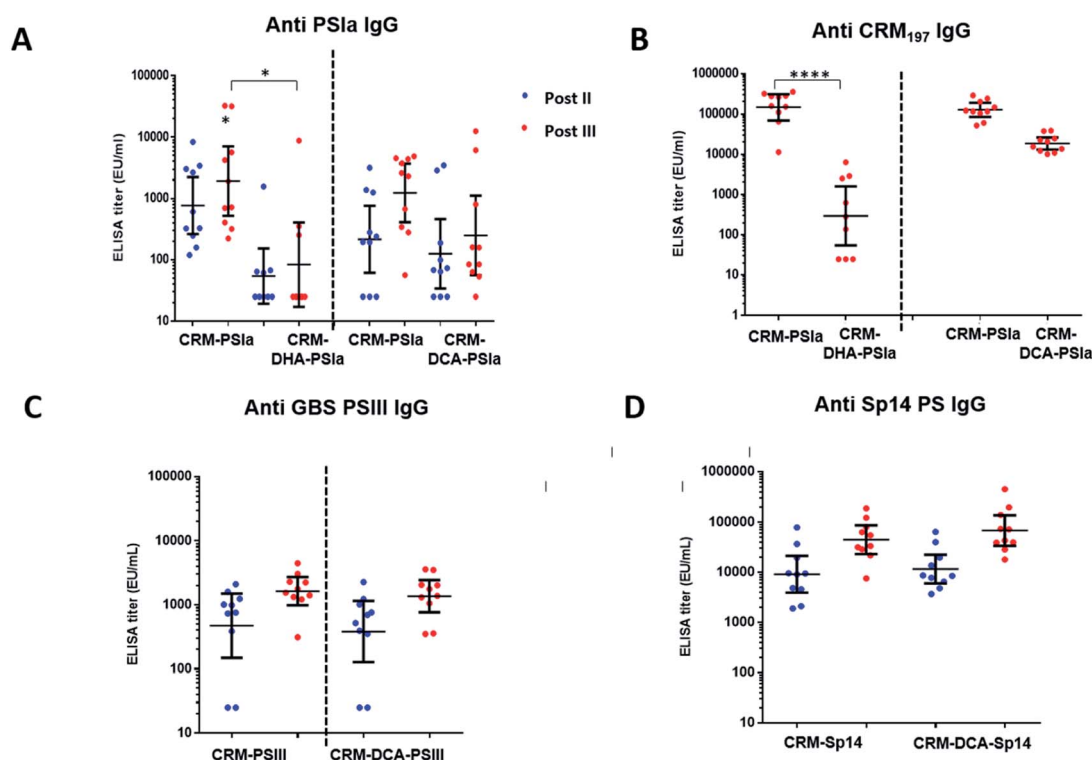 A
Anti PSIa IgG
ELISA titer (EU/ml)
100000
10000
1000
100
10
*
*
CRM-PSIa
CRM-
DHA-PSIa
CRM-PSIa
CRM-
DCA-PSIa
Post II
Post III
B
Anti CRM197 IgG
ELISA titer (EU/ml)
1000000
100000
10000
1000
100
10
1
****
CRM-PSIa
CRM-
DHA-PSIa
CRM-PSIa
CRM-
DCA-PSIa
C
Anti GBS PSIII IgG
ELISA titer (EU/mL)
100000
10000
1000
100
10
CRM-PSIII
CRM-DCA-PSIII
D
Anti Sp14 PS IgG
ELISA titer (EU/mL)
1000000
100000
10000
1000
100
10
CRM-Sp14
CRM-DCA-Sp14